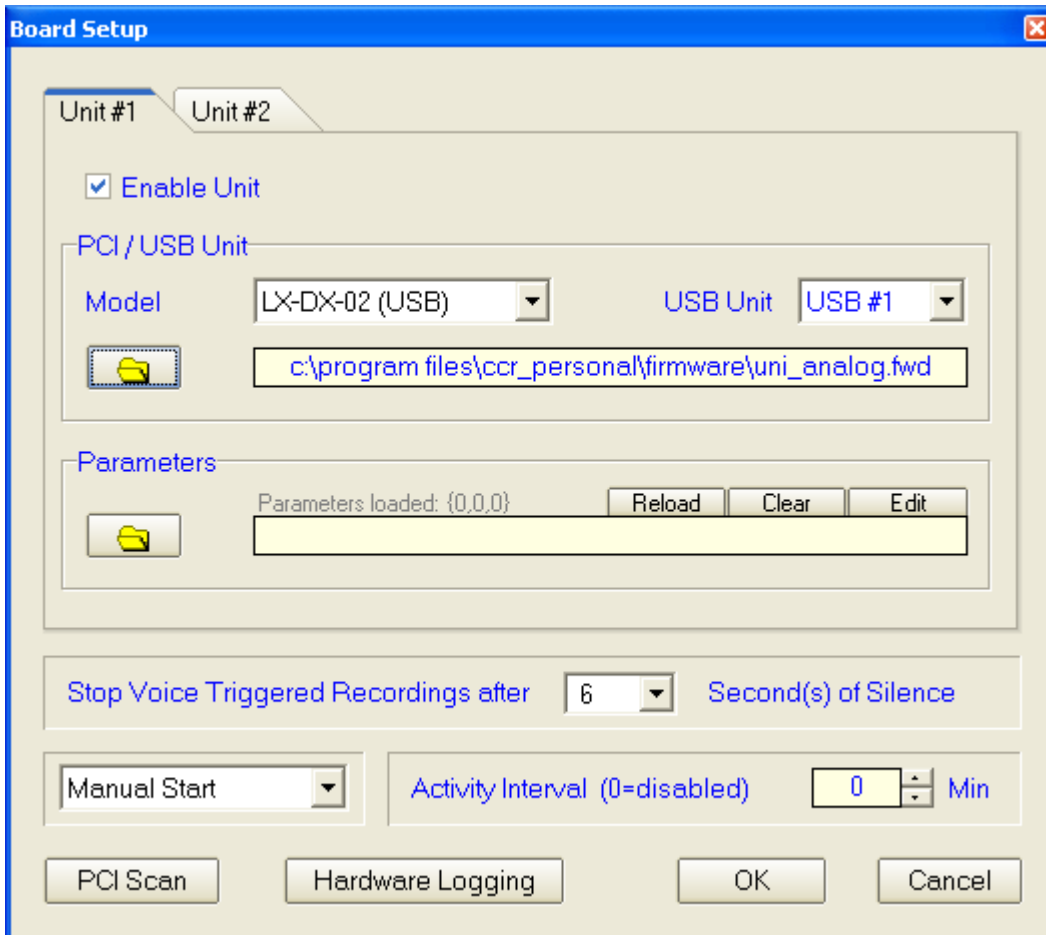 Board Setup
Unit #1 Unit #2
Enable Unit
PCI / USB Unit
Model LX-DX-02 (USB) USB Unit USB #1
c:\program files\ccr_personal\firmware\uni_analog.fwd
Parameters
Parameters loaded: {0,0,0} Reload Clear Edit
Stop Voice Triggered Recordings after 6 Second(s) of Silence
Manual Start Activity Interval (0=disabled) 0 Min
PCI Scan Hardware Logging OK Cancel